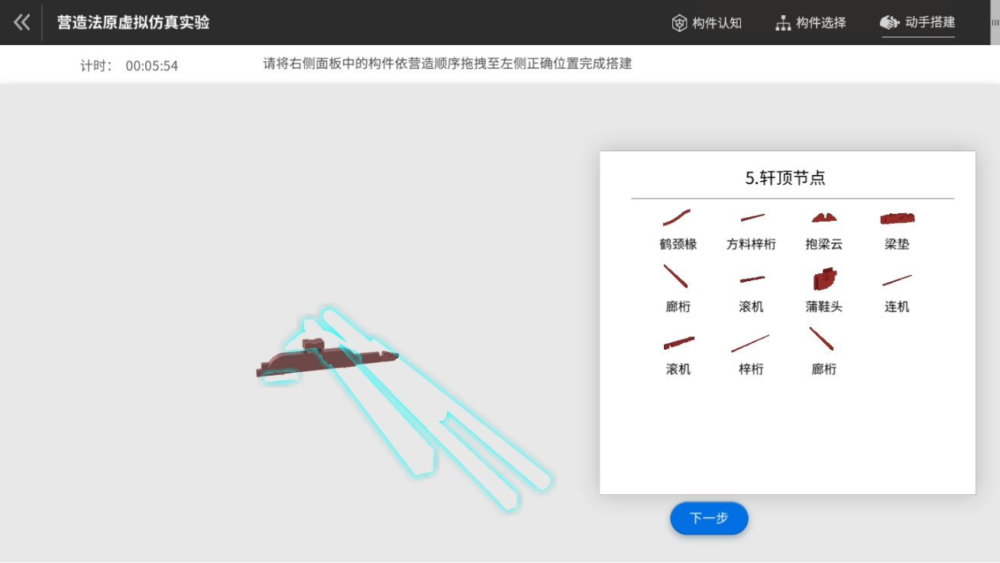 营造法原虚拟仿真实验
构件认知
构件选择
动手搭建
计时： 00:05:54
请将右侧面板中的构件依营造顺序拖拽至左侧正确位置完成搭建
5.轩顶节点
鹤颈椽
方料梓桁
抱梁云
梁垫
廊桁
滚机
蒲鞋头
连机
滚机
梓桁
廊桁
下一步